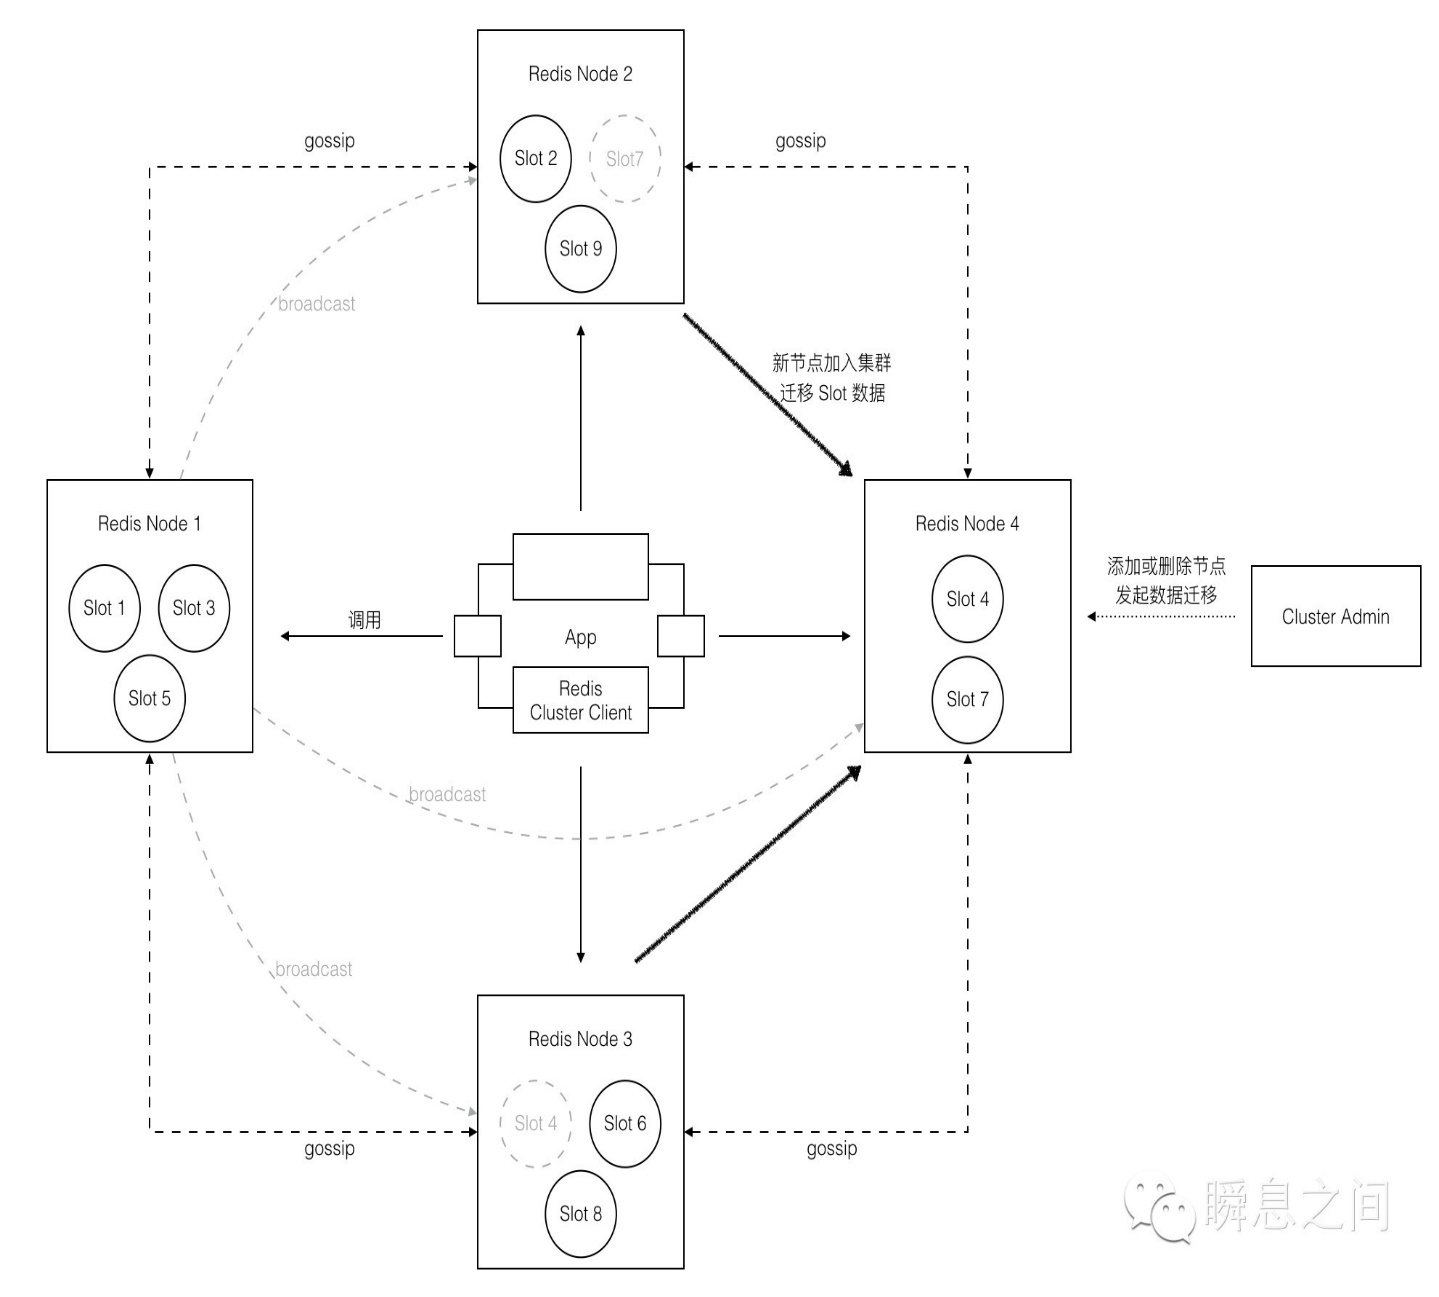 Redis Node 2
gossip
gossip
Slot 2
Slot7
Slot 9
broadcast
新节点加入集群
迁移 Slot 数据
Redis Node 1
Redis Node 4
Slot 1
Slot 3
Slot 5
调用
App
Redis
Cluster Client
Slot 4
Slot 7
添加或删除节点
发起数据迁移
Cluster Admin
broadcast
broadcast
Redis Node 3
Slot 4
Slot 6
Slot 8
gossip
gossip
瞬息之间